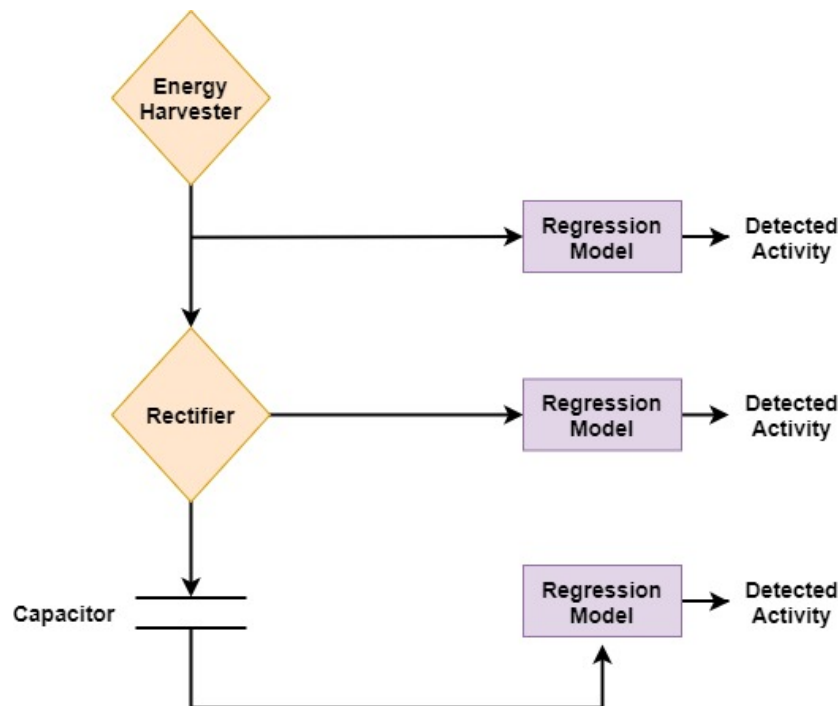 Energy
Harvester
Regression
Model
Detected
Activity
Rectifier
Regression
Model
Detected
Activity
Capacitor
Regression
Model
Detected
Activity